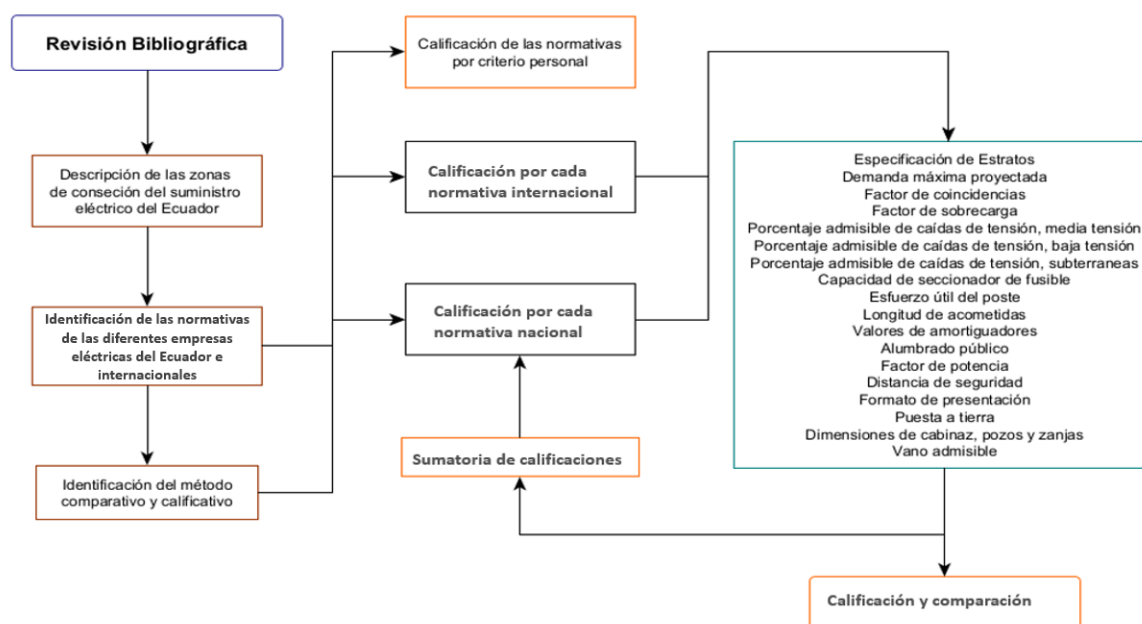 Revisión Bibliográfica
Descripción de las zonas
de conseción del suministro
eléctrico del Ecuador
Identificación de las normativas
de las diferentes empresas
eléctricas del Ecuador e
internacionales
Identificación del método
comparativo y calificativo
Calificación de las normativas
por criterio personal
Calificación por cada
normativa internacional
Calificación por cada
normativa nacional
Sumatoria de calificaciones
Especificación de Estratos
Demanda máxima proyectada
Factor de coincidencias
Factor de sobrecarga
Porcentaje admisible de caídas de tensión, media tensión
Porcentaje admisible de caídas de tensión, baja tensión
Porcentaje admisible de caídas de tensión, subterraneas
Capacidad de seccionador de fusible
Esfuerzo útil del poste
Longitud de acometidas
Valores de amortiguadores
Alumbrado público
Factor de potencia
Distancia de seguridad
Formato de presentación
Puesta a tierra
Dimensiones de cabinaz, pozos y zanjas
Vano admisible
Calificación y comparación